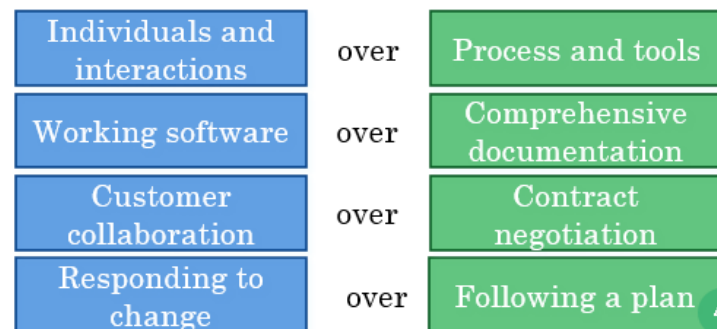 Individuals and
interactions
over
Process and tools
Working software
over
Comprehensive
documentation
Customer
collaboration
over
Contract
negotiation
Responding to
change
over
Following a plan